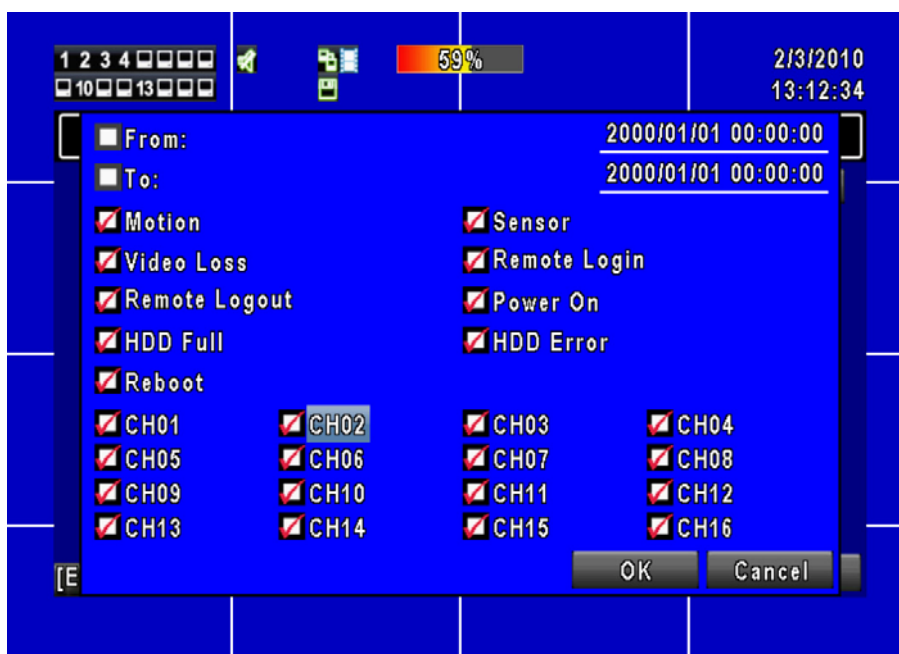 1 2 3 4
10 13
59%
2/3/2010
13:12:34
From: 2000/01/01 00:00:00
To: 2000/01/01 00:00:00
Motion Sensor
Video Loss Remote Login
Remote Logout Power On
HDD Full HDD Error
Reboot
CH01 CH02 CH03 CH04
CH05 CH06 CH07 CH08
CH09 CH10 CH11 CH12
CH13 CH14 CH15 CH16
OK Cancel
[E